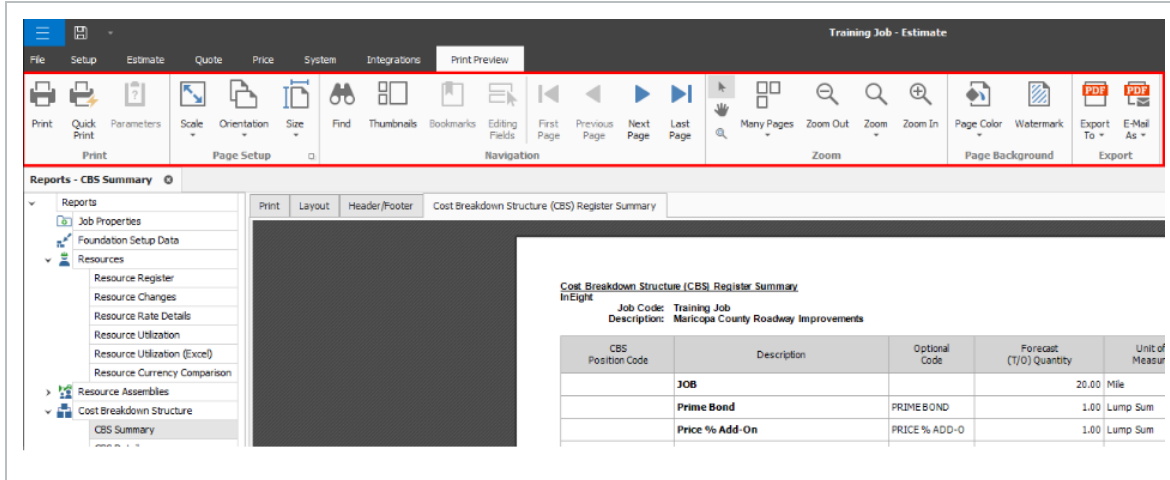 Training Job - Estimate
File Setup Estimate Quote Price System Integrations Print Preview
Print Quick Print Parameters Scale Orientation Size Find Thumbnails Bookmarks Editing Fields First Page Previous Page Next Page Last Page Many Pages Zoom Out Zoom Zoom In Page Color Watermark PDF Export To PDF E-Mail As
Print Page Setup Navigation Zoom Page Background Export
Reports - CBS Summary
Reports
Job Properties
Foundation Setup Data
Resources
Resource Register
Resource Changes
Resource Rate Details
Resource Utilization
Resource Utilization (Excel)
Resource Currency Comparison
Resource Assemblies
Cost Breakdown Struc
CBS Summary
Print Layout Header/Footer Cost Breakdown Structure (CBS) Register Summary
Cost Breakdown Structure (CBS) Register Summary
InEight
Job Code: Training Job
Description: Maricopa County Roadway Improvements
CBS Position Code Description Optional Code Forecast (T/O) Quantity Unit of Measur
JOB 20.00 Mile
Prime Bond PRIMEBOND 1.00 Lump Sum
Price % Add-On PRICE % ADD-O 1.00 Lump Sum